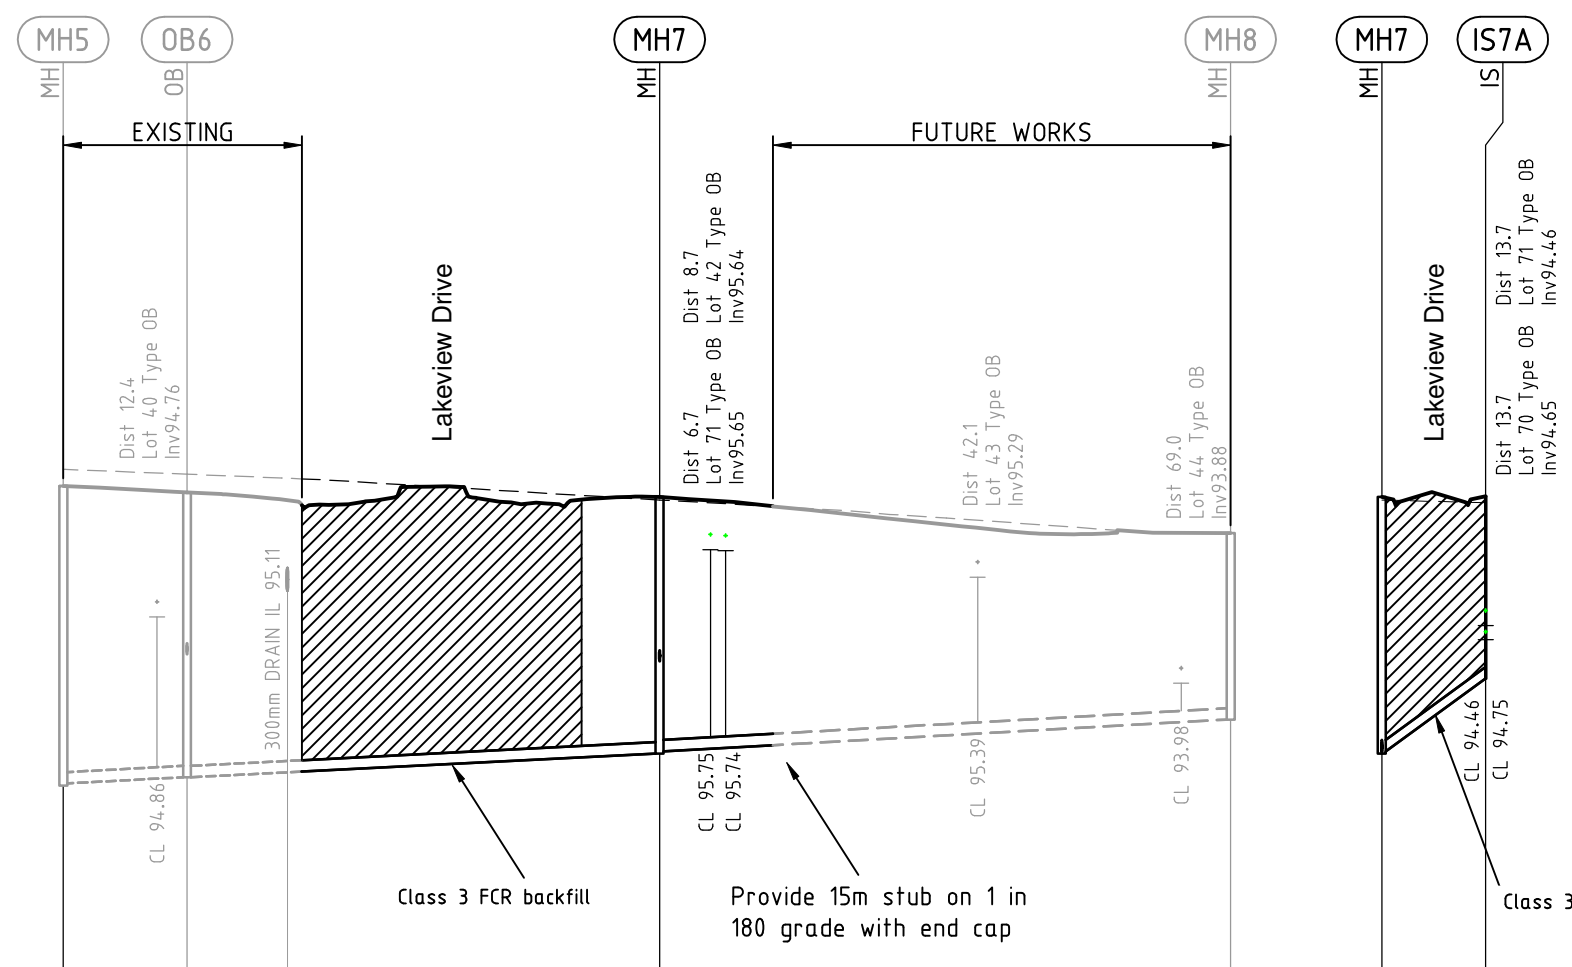 MH5
OB6
MH7
MH8
MH7
IS7A
MH
OB
MH
MH
MH
IS
EXISTING
FUTURE WORKS
Dist 12.4
Lot 40 Type OB
Inv94.76
Lakeview Drive
Dist 8.7
Lot 42 Type OB
Inv95.64
Dist 6.7
Lot 71 Type OB
Inv95.65
Dist 42.1
Lot 43 Type OB
Inv95.29
Dist 69.0
Lot 44 Type OB
Inv93.88
Lakeview Drive
Dist 13.7
Lot 71 Type OB
Inv94.46
Dist 13.7
Lot 70 Type OB
Inv94.65
300mm DRAIN IL 95.11
CL 94.86
CL 95.75
CL 95.74
CL 95.39
CL 93.98
CL 94.46
CL 94.75
Class 3 FCR backfill
Provide 15m stub on 1 in
180 grade with end cap
Class 3